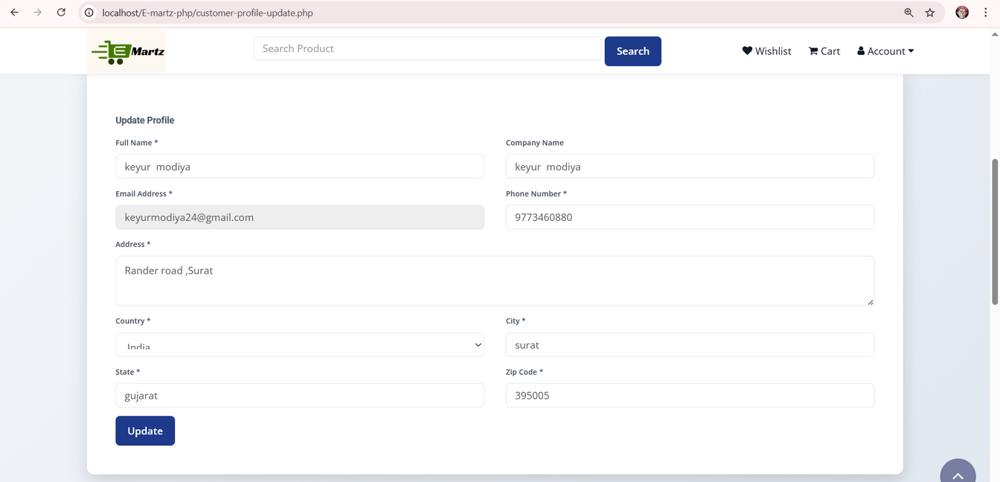 localhost/E-martz-php/customer-profile-update.php
E Martz
Search Product
Search
Wishlist
Cart
Account
Update Profile
Full Name *
Company Name
keyur  modiya
keyur  modiya
Email Address *
Phone Number *
keyurmodiya24@gmail.com
9773460880
Address *
Rander road ,Surat
Country *
City *
India
surat
State *
Zip Code *
gujarat
395005
Update